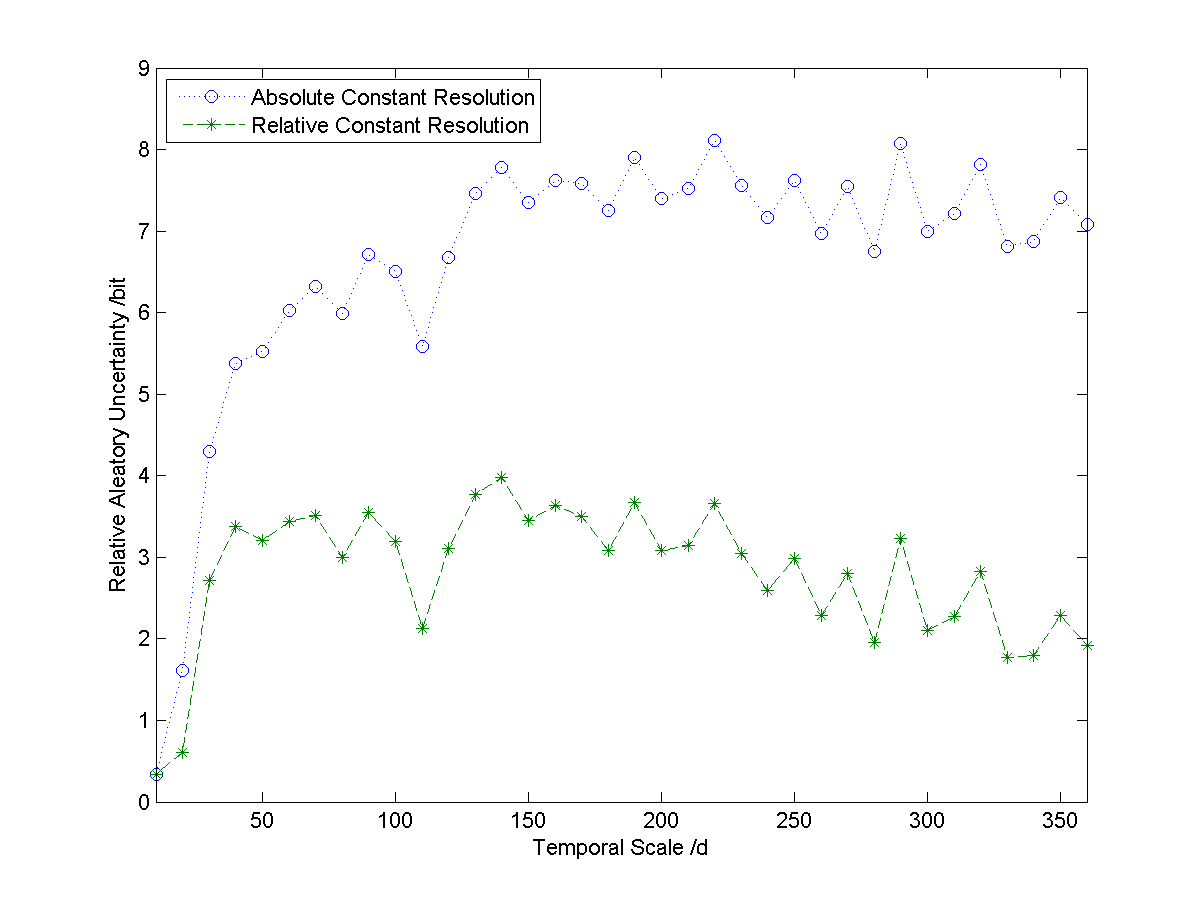 9
8
7
6
5
4
3
2
1
0
Relative Aleatory Uncertainty /bit
Absolute Constant Resolution
Relative Constant Resolution
50 100 150 200 250 300 350
Temporal Scale /d